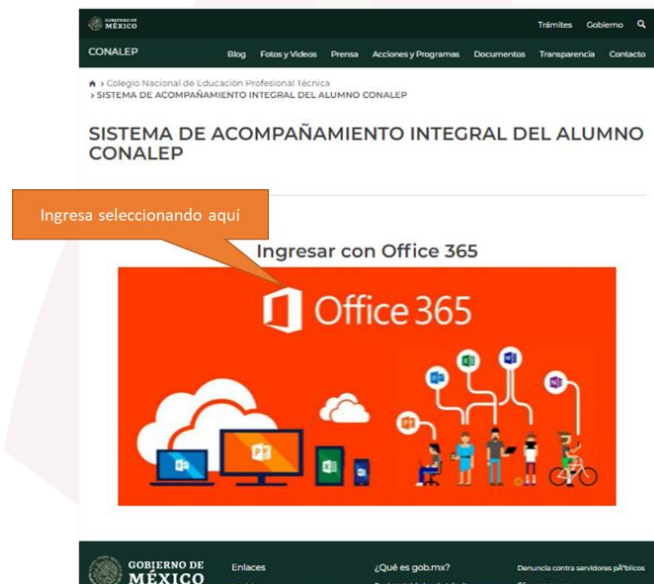 GOBIERNO DE
MÉXICO
Trámites Gobierno
CONALEP
Blog Fotos y Videos Prensa Acciones y Programas Documentos Transparencia Contacto
> Colegio Nacional de Educación Profesional Técnica
> SISTEMA DE ACOMPAÑAMIENTO INTEGRAL DEL ALUMNO CONALEP
SISTEMA DE ACOMPAÑAMIENTO INTEGRAL DEL ALUMNO
CONALEP
Ingresa seleccionando aquí
Ingresar con Office 365
Office 365
GOBIERNO DE
MÉXICO
Enlaces
¿Qué es gob.mx?
Denuncia contra servidores pÃºblicos